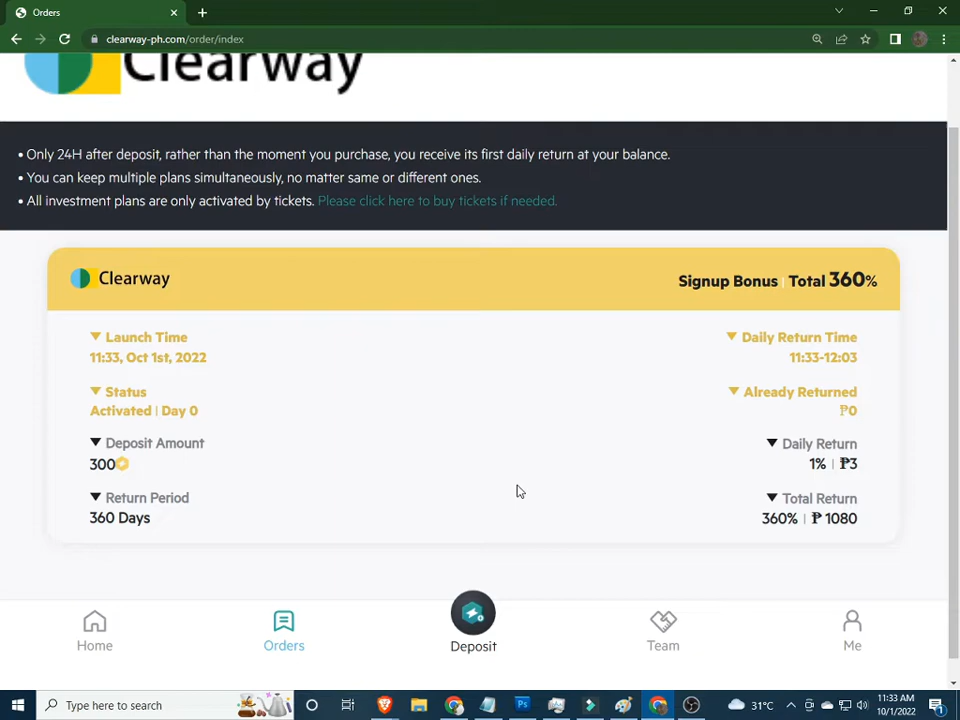 Orders
clearway-ph.com/order/index
Clearway
• Only 24H after deposit, rather than the moment you purchase, you receive its first daily return at your balance.
• You can keep multiple plans simultaneously, no matter same or different ones.
• All investment plans are only activated by tickets. Please click here to buy tickets if needed.
Clearway
Signup Bonus | Total 360%
▼ Launch Time
11:33, Oct 1st, 2022
▼ Daily Return Time
11:33-12:03
▼ Status
Activated | Day 0
▼ Already Returned
₱0
▼ Deposit Amount
300
▼ Daily Return
1% | ₱3
▼ Return Period
360 Days
▼ Total Return
360% | ₱ 1080
Home
Orders
Deposit
Team
Me
Type here to search
Ps
31°C
11:33 AM
10/1/2022
1